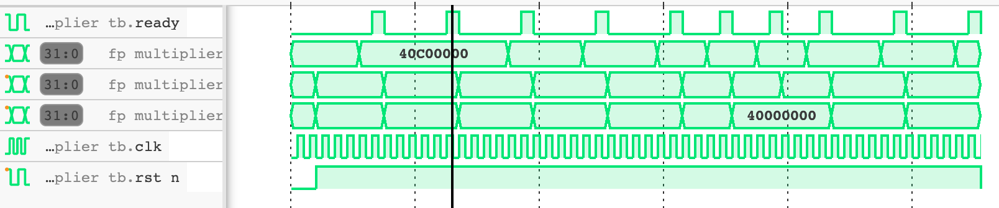 …plier tb.ready
31:0 fp multiplier 40C00000
31:0 fp multiplier
31:0 fp multiplier 40000000
…plier tb.clk
…plier tb.rst n